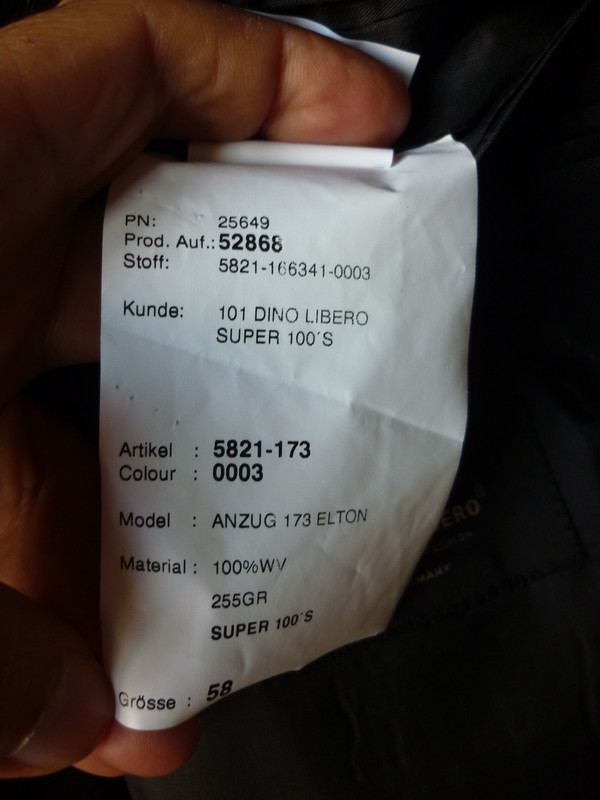 PN: 25649
Prod. Auf.: 52868
Stoff: 5821-166341-0003
Kunde: 101 DINO LIBERO
SUPER 100´S
Artikel : 5821-173
Colour : 0003
Model : ANZUG 173 ELTON
Material : 100%WV
255GR
SUPER 100´S
Grösse : 58